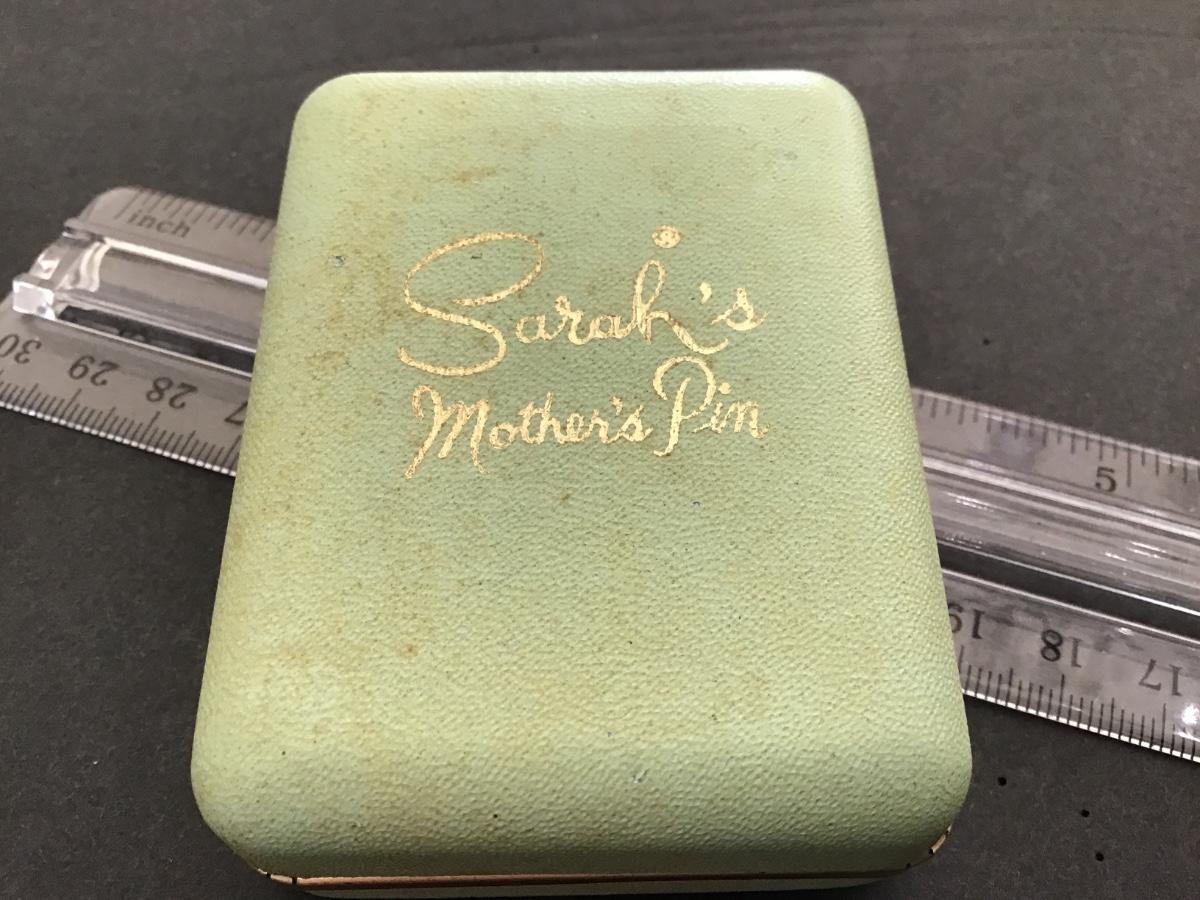 Sarah's
Mother's Pin
inch
5
30 29 28 27
19 18 17